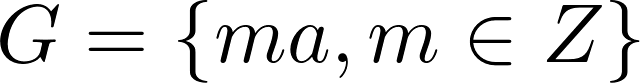 G = {ma, m ∈ Z}